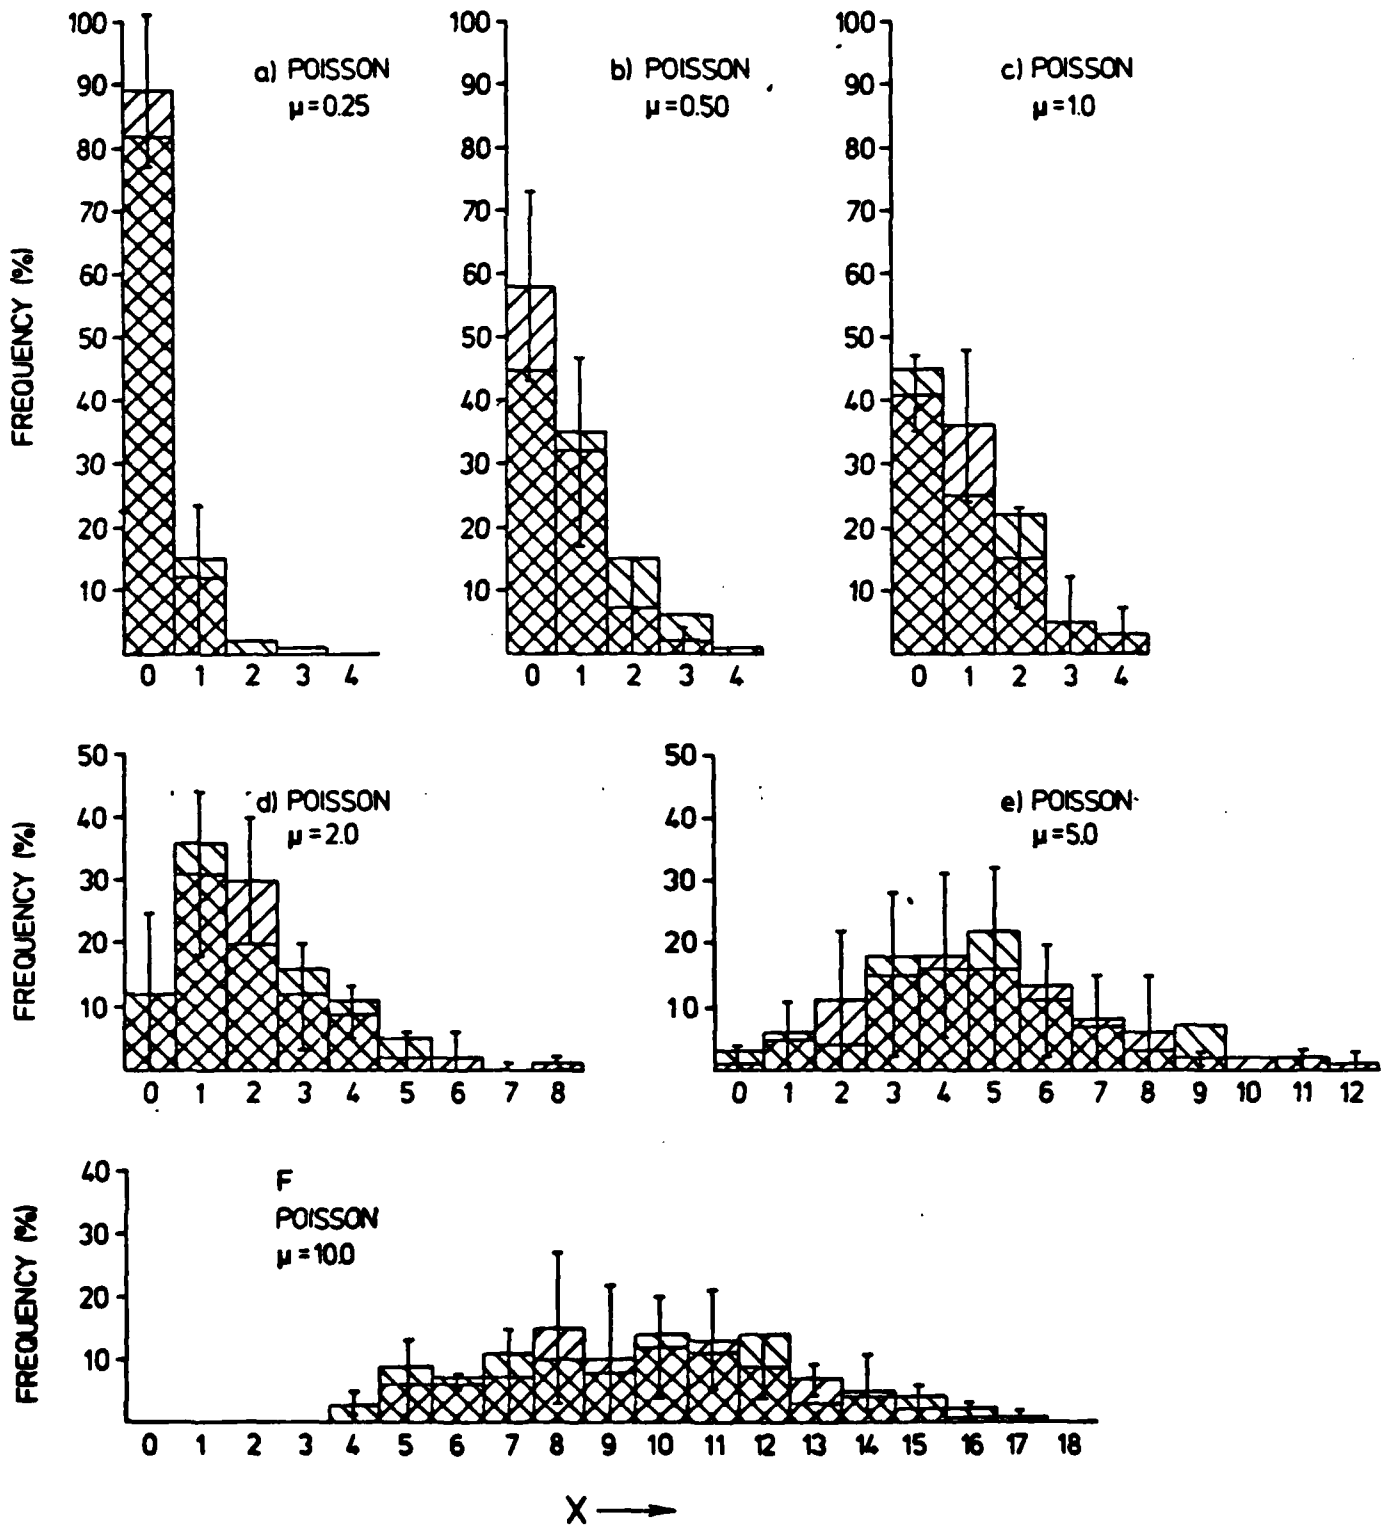 a) POISSON
μ=0.25
100
90
80
70
60
50
40
30
20
10
0 1 2 3 4
b) POISSON
μ=0.50
100
90
80
70
60
50
40
30
20
10
0 1 2 3 4
c) POISSON
μ=1.0
100
90
80
70
60
50
40
30
20
10
0 1 2 3 4
FREQUENCY (%)
d) POISSON
μ=2.0
50
40
30
20
10
0 1 2 3 4 5 6 7 8
FREQUENCY (%)
e) POISSON
μ=5.0
50
40
30
20
10
0 1 2 3 4 5 6 7 8 9 10 11 12
F
POISSON
μ=10.0
40
30
20
10
0 1 2 3 4 5 6 7 8 9 10 11 12 13 14 15 16 17 18
FREQUENCY (%)
X →